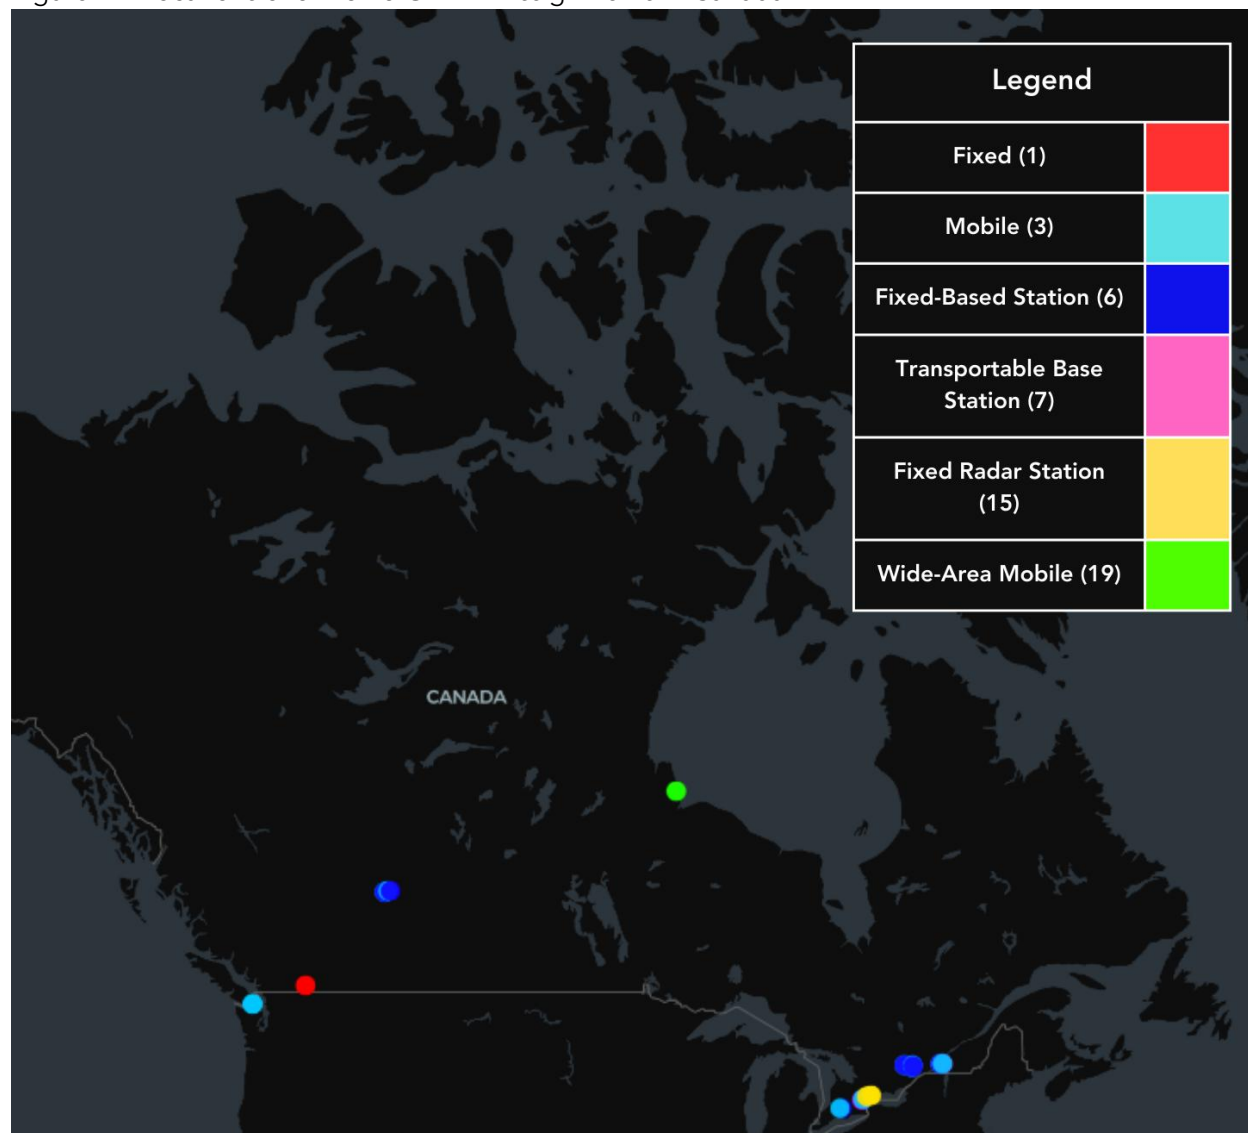 Legend
Fixed (1)
Mobile (3)
Fixed-Based Station (6)
Transportable Base
Station (7)
Fixed Radar Station
(15)
Wide-Area Mobile (19)
CANADA